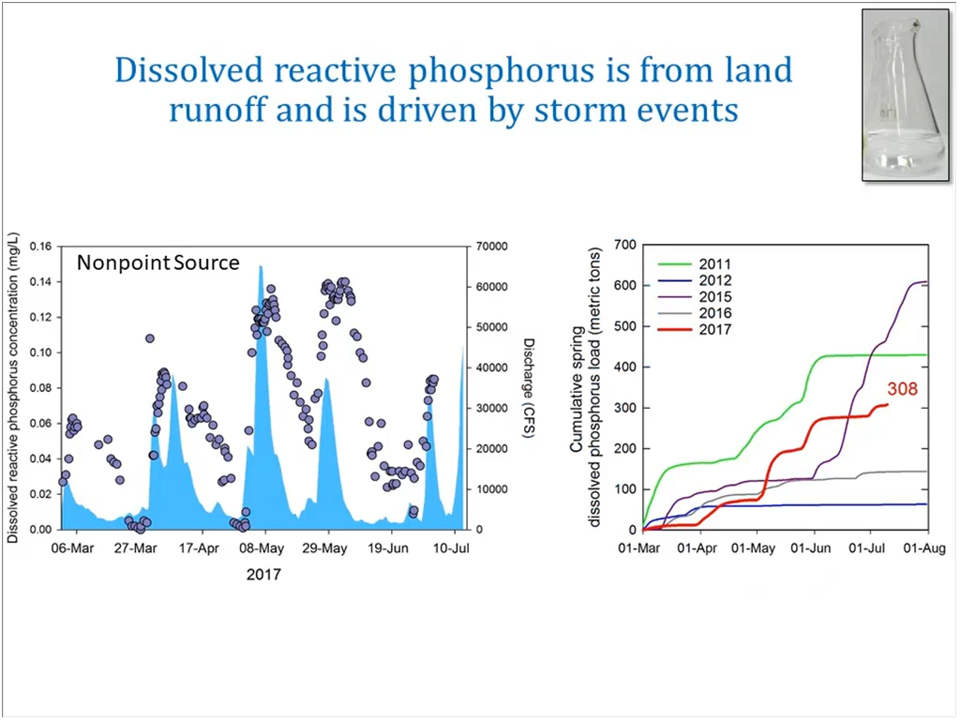 Dissolved reactive phosphorus is from land
runoff and is driven by storm events
Nonpoint Source
Dissolved reactive phosphorus concentration (mg/L)
0.16
0.14
0.12
0.10
0.08
0.06
0.04
0.02
0.00
70000
60000
50000
40000
30000
20000
10000
0
Discharge (CFS)
06-Mar
27-Mar
17-Apr
08-May
29-May
19-Jun
10-Jul
2017
Cumulative spring
dissolved phosphorus load (metric tons)
700
600
500
400
300
200
100
0
2011
2012
2015
2016
2017
308
01-Mar
01-Apr
01-May
01-Jun
01-Jul
01-Aug